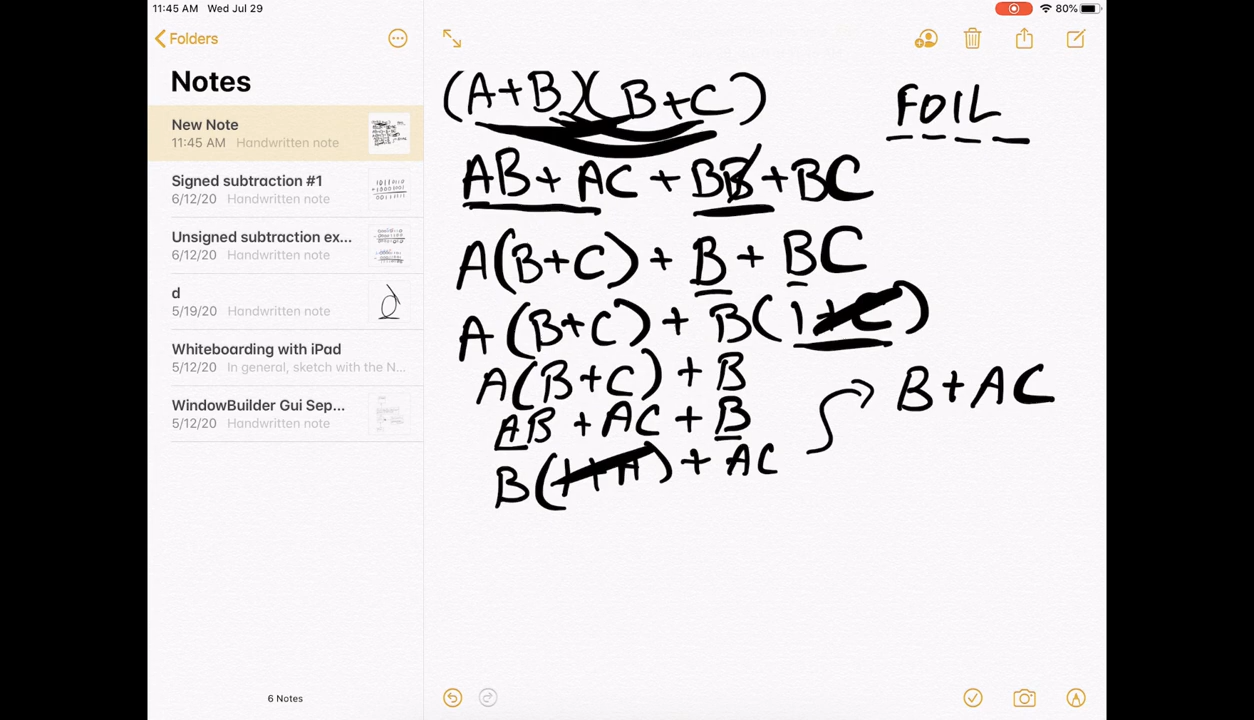 11:45 AM Wed Jul 29
80%
Folders
Notes
New Note
11:45 AM Handwritten note
Signed subtraction #1
6/12/20 Handwritten note
Unsigned subtraction ex...
6/12/20 Handwritten note
d
5/19/20 Handwritten note
Whiteboarding with iPad
5/12/20 In general, sketch with the N...
WindowBuilder Gui Sep...
5/12/20 Handwritten note
6 Notes
(A+B)(B+C)
FOIL
AB + AC + BB + BC
A(B+C) + B + BC
A(B+C) + B(1+C)
A(B+C) + B
AB + AC + B
B(1+A) + AC
B+AC